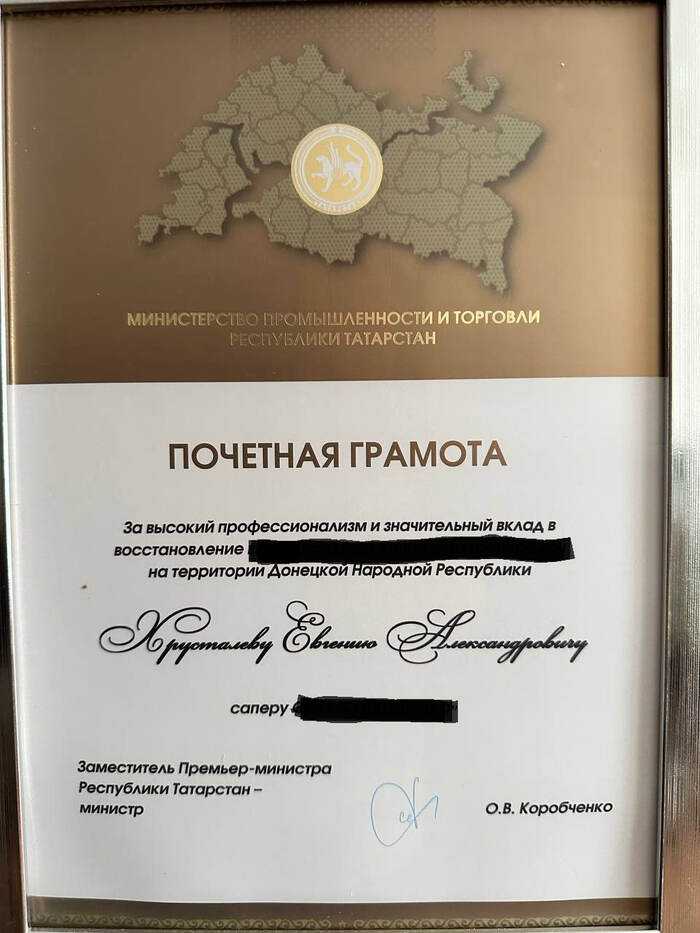 МИНИСТЕРСТВО ПРОМЫШЛЕННОСТИ И ТОРГОВЛИ
РЕСПУБЛИКИ ТАТАРСТАН
ПОЧЕТНАЯ ГРАМОТА
За высокий профессионализм и значительный вклад в
восстановление
на территории Донецкой Народной Республики
Хрусталеву Евгению Александровичу
саперу
Заместитель Премьер-министра
Республики Татарстан –
министр
О.В. Коробченко